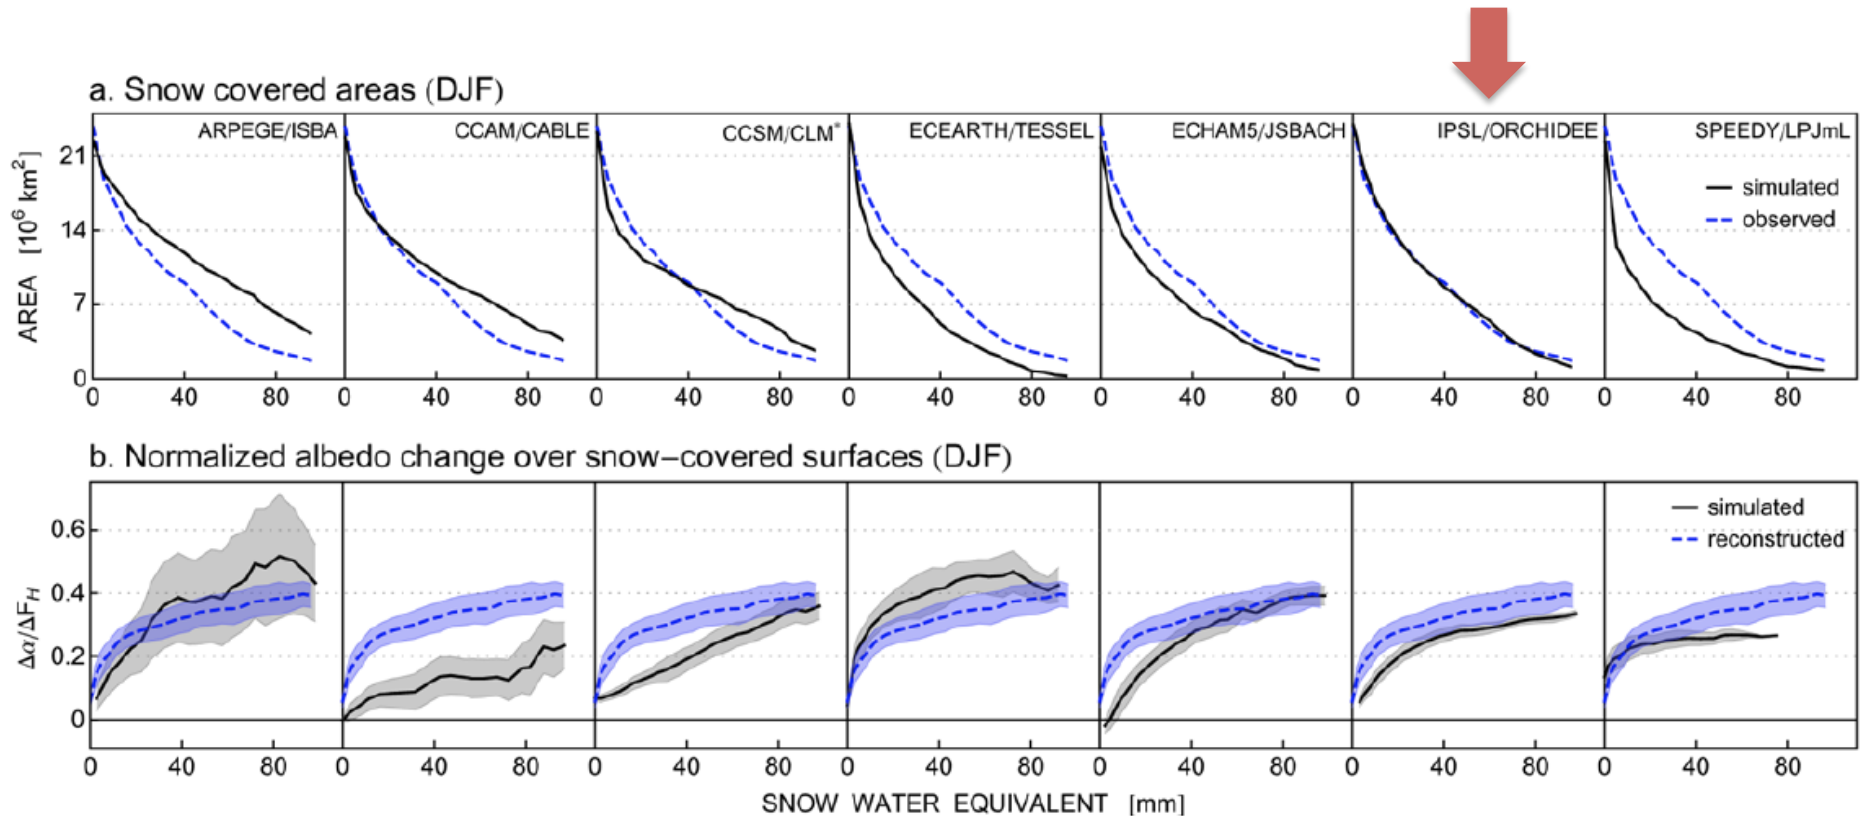 a. Snow covered areas (DJF)
ARPEGE/ISBA CCAM/CABLE CCSM/CLM* ECEARTH/TESSEL ECHAM5/JSBACH IPSL/ORCHIDEE SPEEDY/LPJmL
AREA [10⁶ km²]
21
14
7
0
simulated
observed
0 40 80 0 40 80 0 40 80 0 40 80 0 40 80 0 40 80 0 40 80
b. Normalized albedo change over snow–covered surfaces (DJF)
Δα/ΔF_H
0.6
0.4
0.2
0
simulated
reconstructed
0 40 80 0 40 80 0 40 80 0 40 80 0 40 80 0 40 80 0 40 80
SNOW WATER EQUIVALENT [mm]